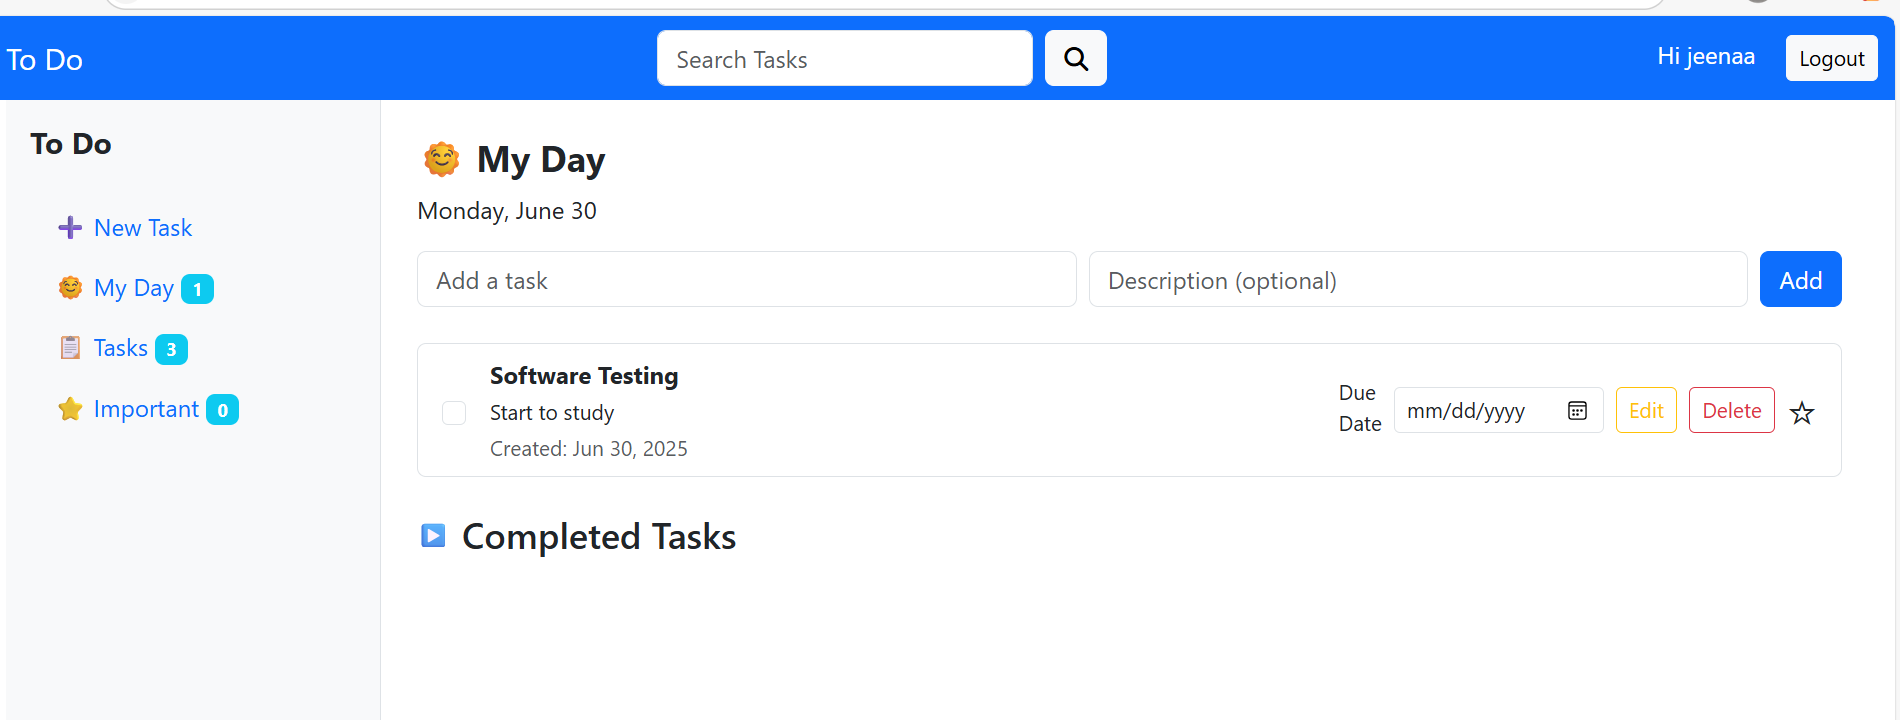 To Do
Search Tasks
Hi jeenaa
Logout
To Do
New Task
My Day 1
Tasks 3
Important 0
My Day
Monday, June 30
Add a task
Description (optional)
Add
Software Testing
Start to study
Created: Jun 30, 2025
Due
Date
mm/dd/yyyy
Edit
Delete
Completed Tasks